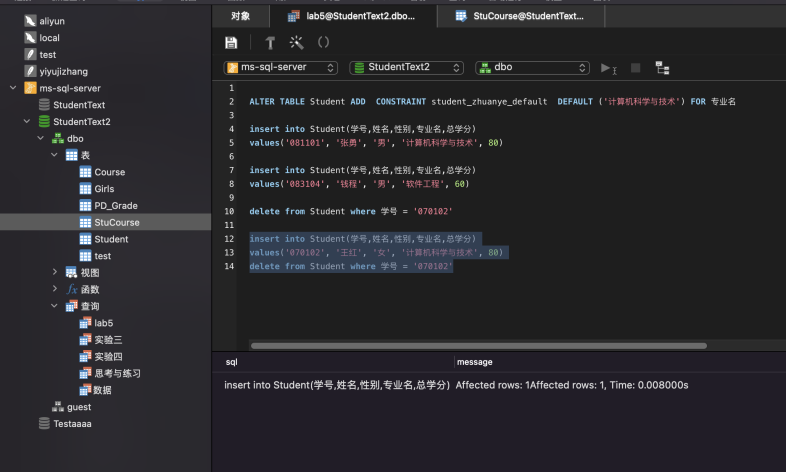 aliyun
local
test
yiyujizhang
ms-sql-server
StudentText
StudentText2
dbo
表
Course
Girls
PD_Grade
StuCourse
Student
test
视图
fx 函数
查询
lab5
实验三
实验四
思考与练习
数据
guest
Testaaaa
对象
lab5@StudentText2.dbo...
StuCourse@StudentText...
ms-sql-server
StudentText2
dbo
1
2 ALTER TABLE Student ADD CONSTRAINT student_zhuanye_default DEFAULT ('计算机科学与技术') FOR 专业名
3
4 insert into Student(学号,姓名,性别,专业名,总学分)
5 values('081101', '张勇', '男', '计算机科学与技术', 80)
6
7 insert into Student(学号,姓名,性别,专业名,总学分)
8 values('083104', '钱程', '男', '软件工程', 60)
9
10 delete from Student where 学号 = '070102'
11
12 insert into Student(学号,姓名,性别,专业名,总学分)
13 values('070102', '王红', '女', '计算机科学与技术', 80)
14 delete from Student where 学号 = '070102'
sql message
insert into Student(学号,姓名,性别,专业名,总学分) Affected rows: 1Affected rows: 1, Time: 0.008000s